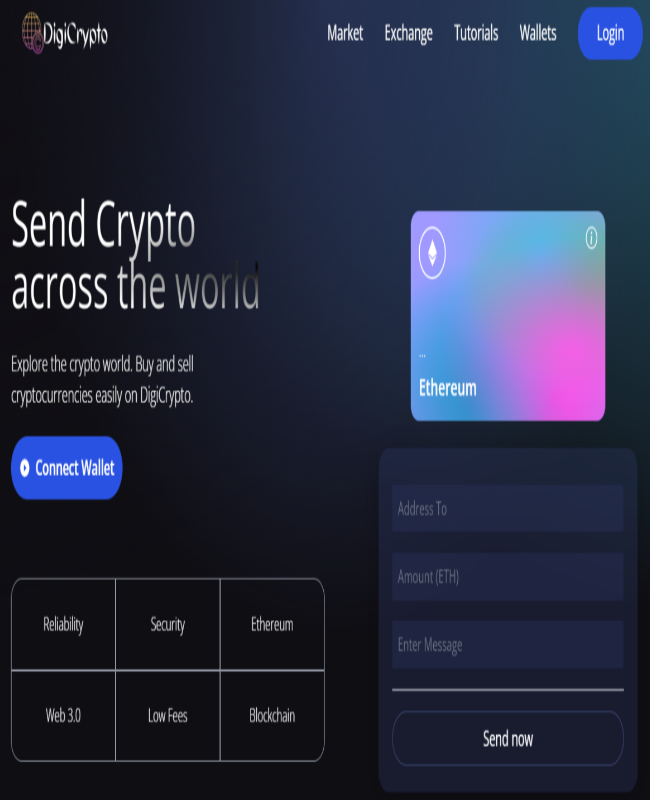 DigiCrypto
Market Exchange Tutorials Wallets Login
Send Crypto
across the world
Explore the crypto world. Buy and sell
cryptocurrencies easily on DigiCrypto.
Connect Wallet
...
Ethereum
Address To
Amount (ETH)
Enter Message
Send now
Reliability Security Ethereum
Web 3.0 Low Fees Blockchain